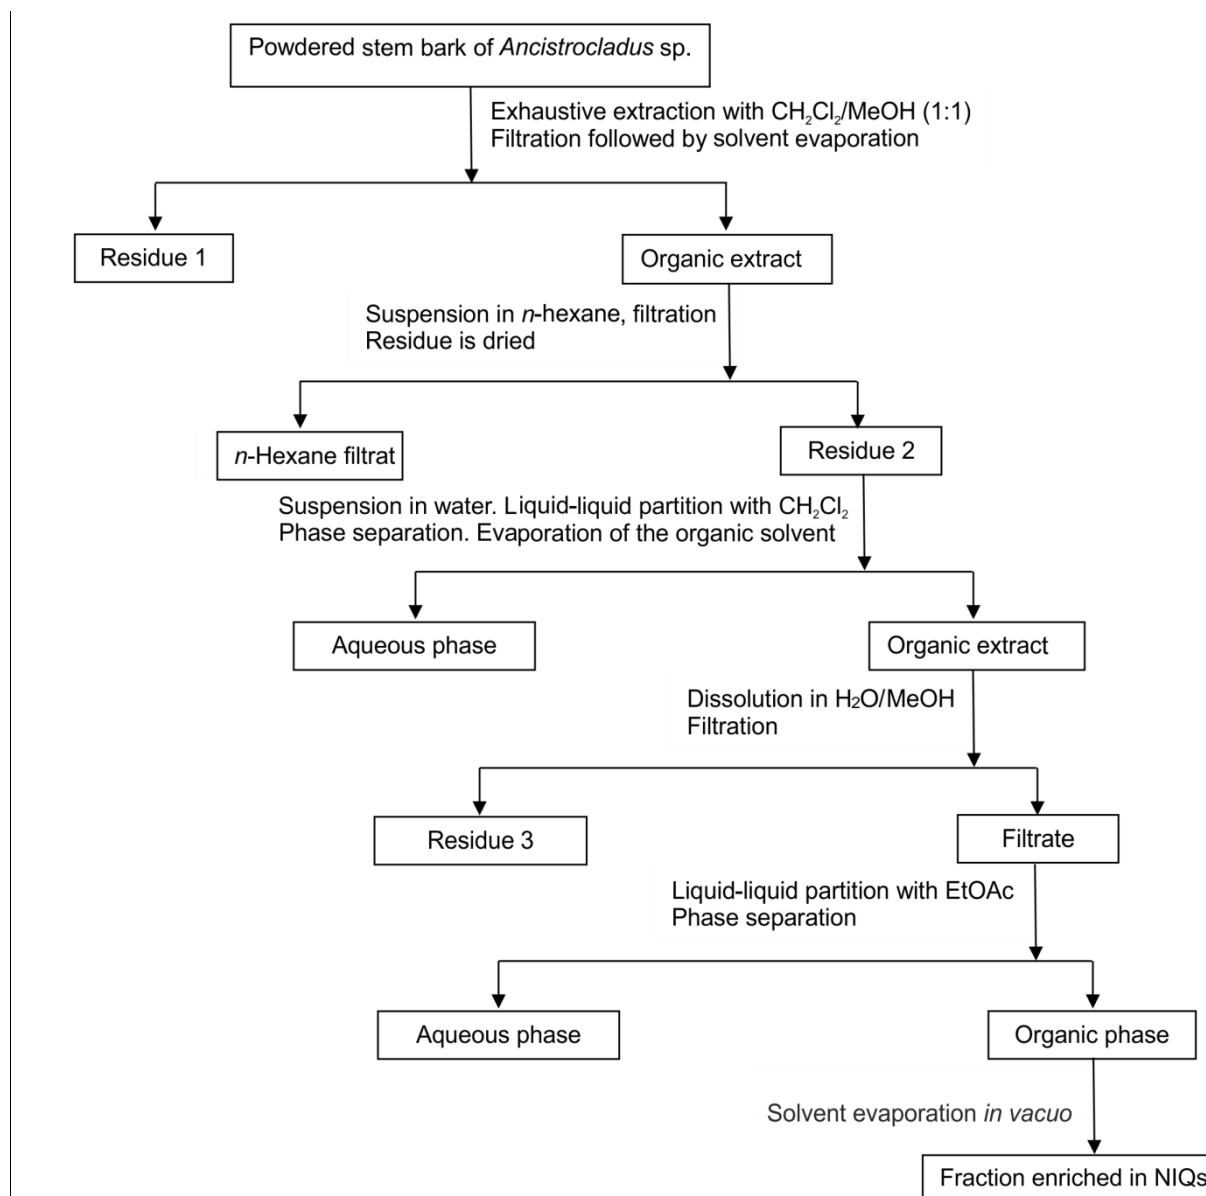 Powdered stem bark of Ancistrocladus sp.
Exhaustive extraction with CH₂Cl₂/MeOH (1:1)
Filtration followed by solvent evaporation
Residue 1
Organic extract
Suspension in n-hexane, filtration
Residue is dried
n-Hexane filtrat
Residue 2
Suspension in water. Liquid-liquid partition with CH₂Cl₂
Phase separation. Evaporation of the organic solvent
Aqueous phase
Organic extract
Dissolution in H₂O/MeOH
Filtration
Residue 3
Filtrate
Liquid-liquid partition with EtOAc
Phase separation
Aqueous phase
Organic phase
Solvent evaporation in vacuo
Fraction enriched in NIQs